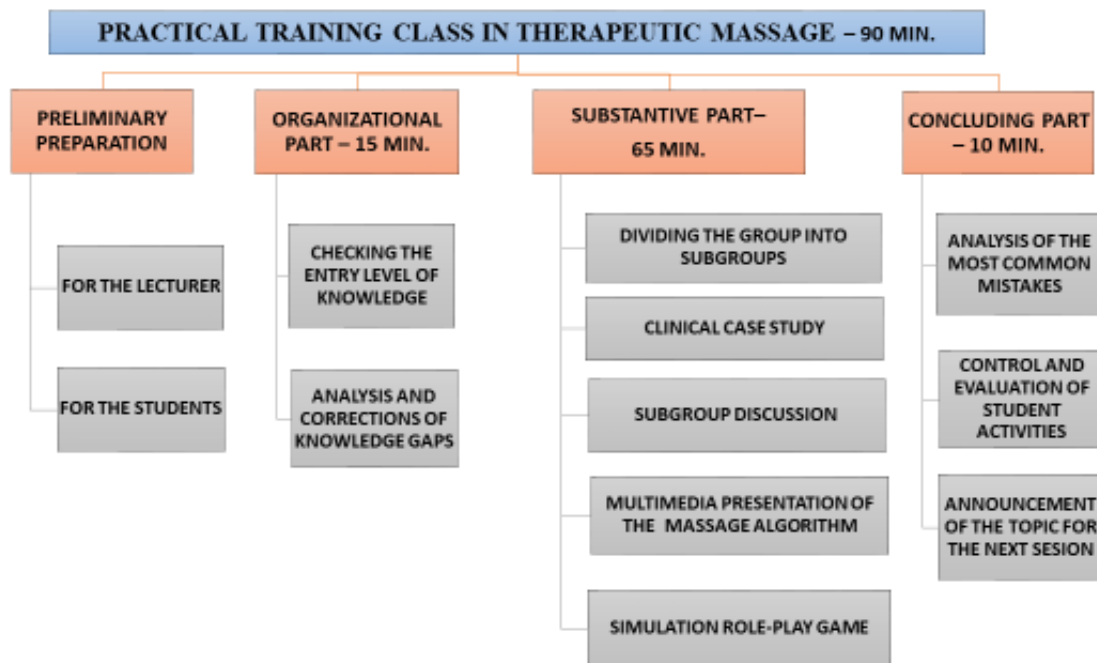 PRACTICAL TRAINING CLASS IN THERAPEUTIC MASSAGE – 90 MIN.
PRELIMINARY
PREPARATION
FOR THE LECTURER
FOR THE STUDENTS
ORGANIZATIONAL
PART – 15 MIN.
CHECKING THE
ENTRY LEVEL OF
KNOWLEDGE
ANALYSIS AND
CORRECTIONS OF
KNOWLEDGE GAPS
SUBSTANTIVE PART–
65 MIN.
DIVIDING THE GROUP INTO
SUBGROUPS
CLINICAL CASE STUDY
SUBGROUP DISCUSSION
MULTIMEDIA PRESENTATION OF
THE MASSAGE ALGORITHM
SIMULATION ROLE-PLAY GAME
CONCLUDING PART
– 10 MIN.
ANALYSIS OF THE
MOST COMMON
MISTAKES
CONTROL AND
EVALUATION OF
STUDENT
ACTIVITIES
ANNOUNCEMENT
OF THE TOPIC FOR
THE NEXT SESION